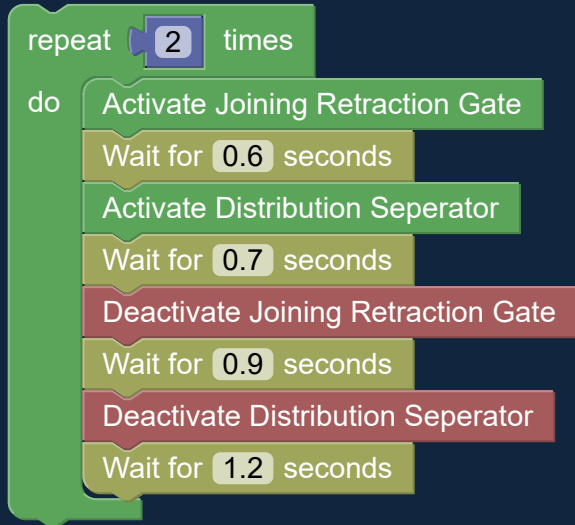 repeat 2 times
do Activate Joining Retraction Gate
Wait for 0.6 seconds
Activate Distribution Seperator
Wait for 0.7 seconds
Deactivate Joining Retraction Gate
Wait for 0.9 seconds
Deactivate Distribution Seperator
Wait for 1.2 seconds